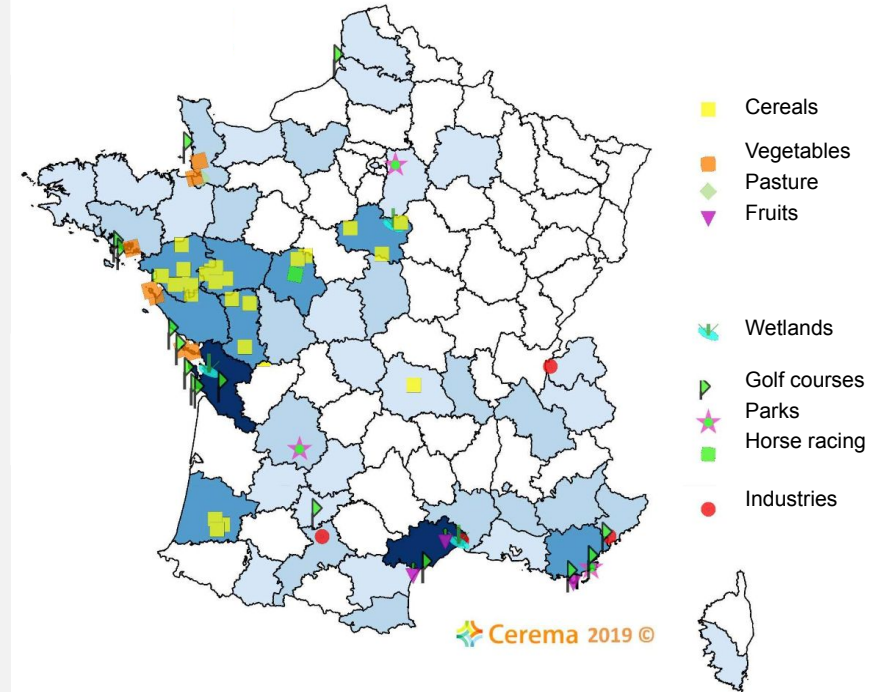 Cereals
Vegetables
Pasture
Fruits
Wetlands
Golf courses
Parks
Horse racing
Industries
Cerema 2019 ©